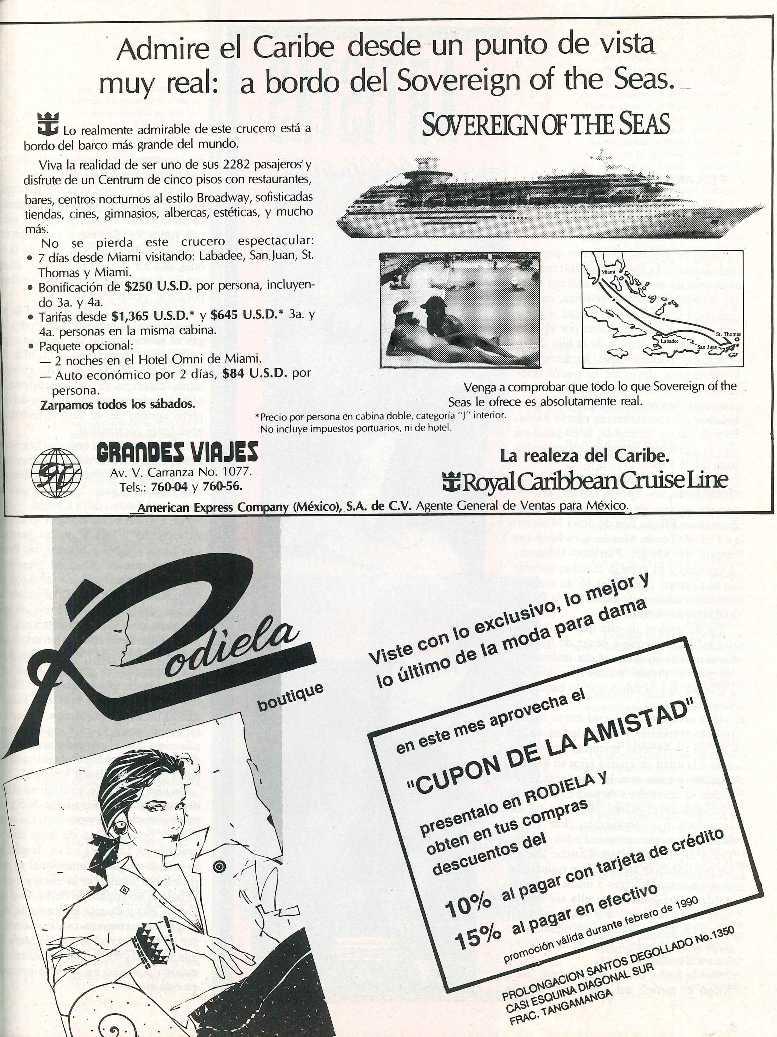 Admire el Caribe desde un punto de vista
muy real: a bordo del Sovereign of the Seas.
Lo realmente admirable de este crucero está a
bordo del barco más grande del mundo.
Viva la realidad de ser uno de sus 2282 pasajeros y
disfrute de un Centrum de cinco pisos con restaurantes,
bares, centros nocturnos al estilo Broadway, sofisticadas
tiendas, cines, gimnasios, albercas, estéticas, y mucho
más.
No se pierda este crucero espectacular:
• 7 días desde Miami visitando: Labadee, San Juan, St.
Thomas y Miami.
• Bonificación de $250 U.S.D. por persona, incluyen-
do 3a. y 4a.
• Tarifas desde $1,365 U.S.D.* y $645 U.S.D.* 3a. y
4a. personas en la misma cabina.
• Paquete opcional:
— 2 noches en el Hotel Omni de Miami.
— Auto económico por 2 días, $84 U.S.D. por
persona.
Zarpamos todos los sábados.
SOVEREIGN OF THE SEAS
Miami
Labadee
San Juan
St. Thomas
Venga a comprobar que todo lo que Sovereign of the
Seas le ofrece es absolutamente real.
*Precio por persona en cabina doble, categoría "J" interior.
No incluye impuestos portuarios, ni de hotel.
GV
GRANDES VIAJES
Av. V. Carranza No. 1077.
Tels.: 760-04 y 760-56.
La realeza del Caribe.
Royal Caribbean Cruise Line
American Express Company (México), S.A. de C.V. Agente General de Ventas para México.
Rodiela
boutique
Viste con lo exclusivo, lo mejor y
lo último de la moda para dama
en este mes aprovecha el
"CUPON DE LA AMISTAD"
presentalo en RODIELA y
obten en tus compras
descuentos del
10% al pagar con tarjeta de crédito
15% al pagar en efectivo
promoción válida durante febrero de 1990
PROLONGACION SANTOS DEGOLLADO No.1350
CASI ESQUINA DIAGONAL SUR
FRAC. TANGAMANGA